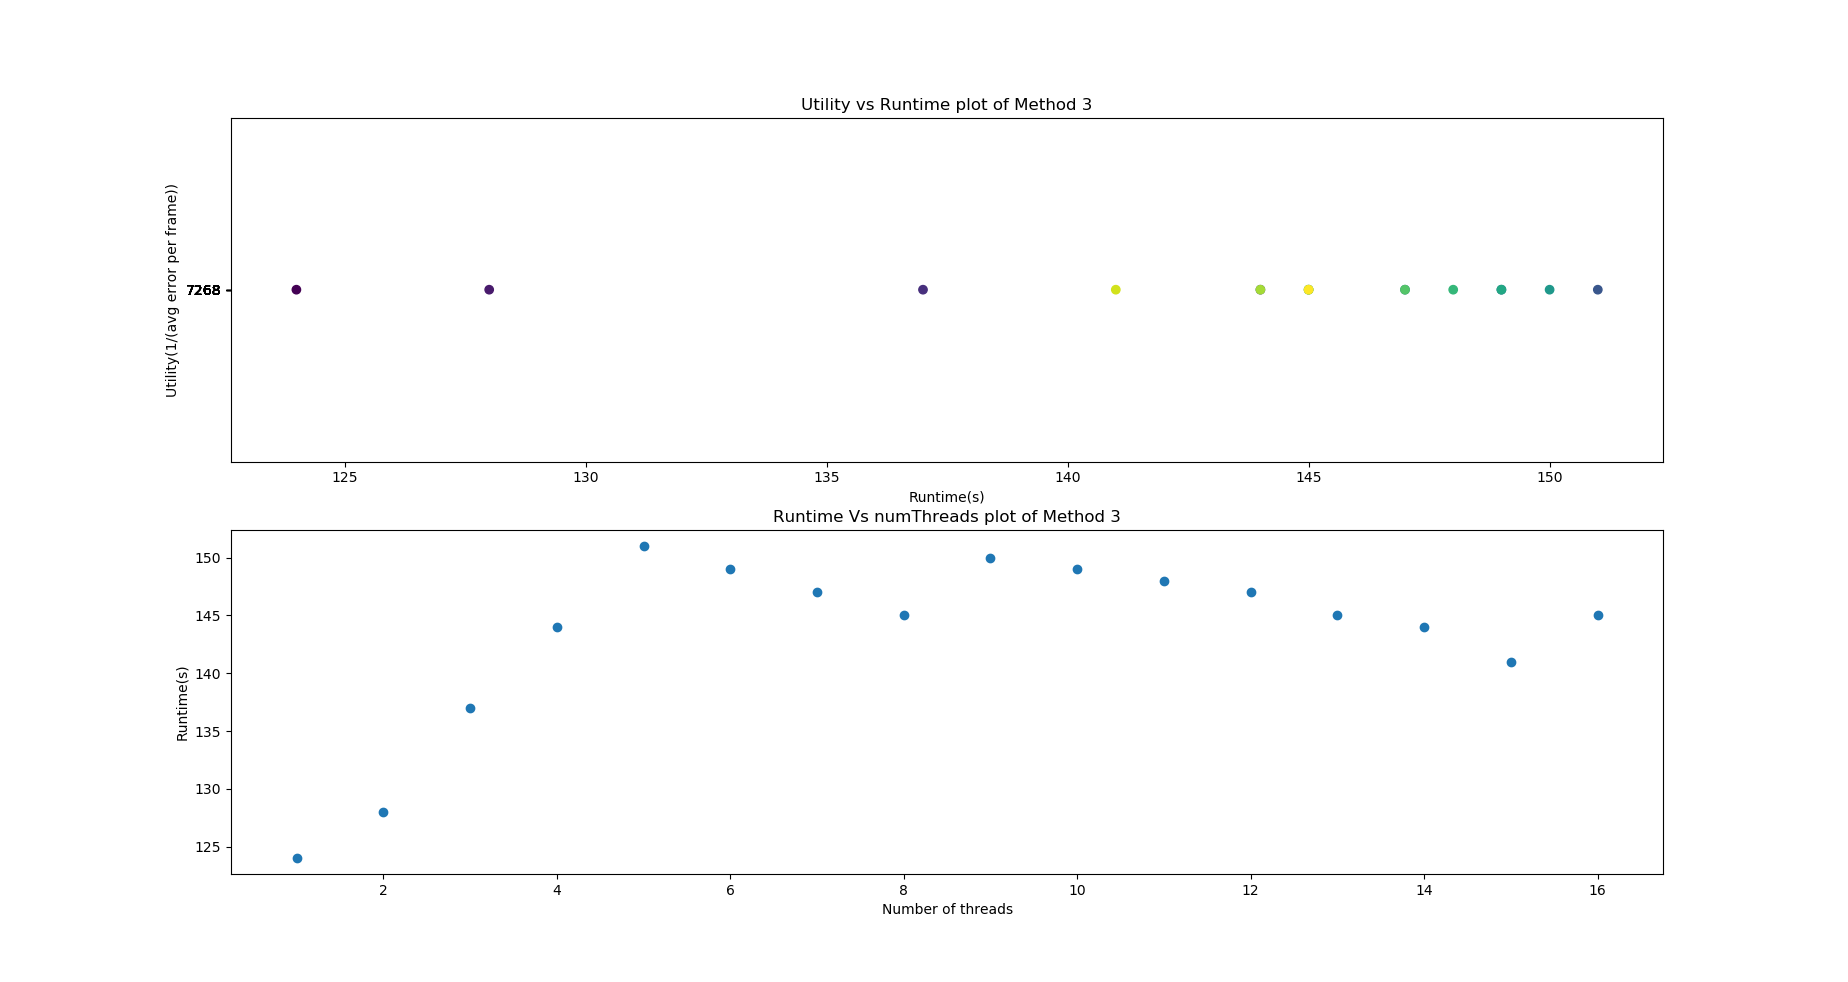 Utility vs Runtime plot of Method 3
Utility(1/(avg error per frame))
125 130 135 140 145 150
Runtime(s)
Runtime Vs numThreads plot of Method 3
Runtime(s)
150
145
140
135
130
125
2 4 6 8 10 12 14 16
Number of threads